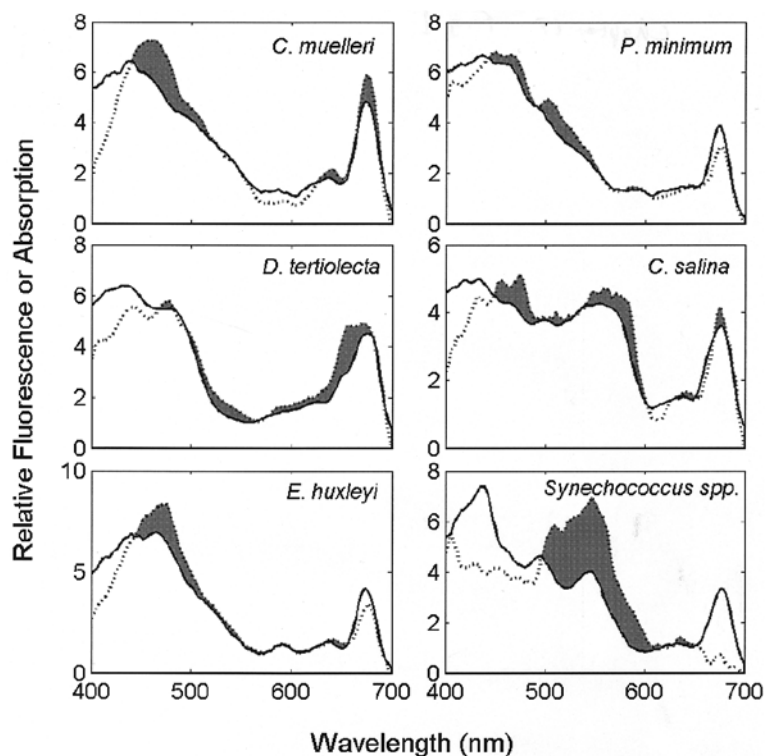 Relative Fluorescence or Absorption
8
6
4
2
0
C. muelleri
8
6
4
2
0
P. minimum
8
6
4
2
0
D. tertiolecta
6
4
2
0
C. salina
10
5
0
E. huxleyi
400 500 600 700
8
6
4
2
0
Synechococcus spp.
400 500 600 700
Wavelength (nm)